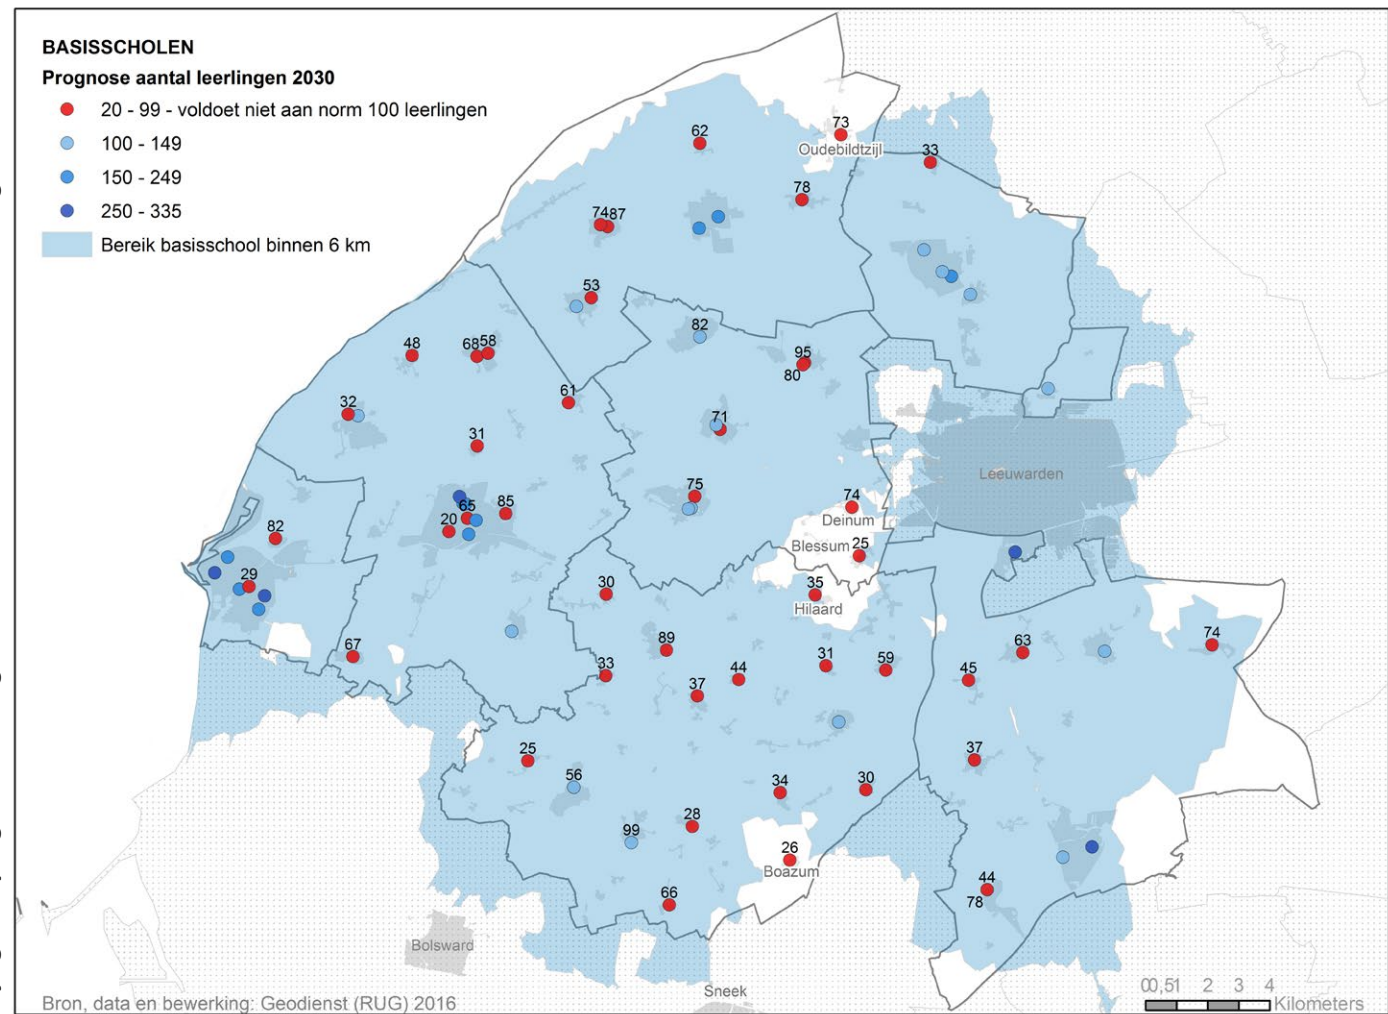 BASISSCHOLEN
Prognose aantal leerlingen 2030
20 - 99 - voldoet niet aan norm 100 leerlingen
100 - 149
150 - 249
250 - 335
Bereik basisschool binnen 6 km
73
Oudebildtzijl
62
33
78
74 87
53
82
48
68 58
95
80
61
32
71
31
75
74
Deinum
Leeuwarden
65
85
20
82
Blessum 25
29
30
35
Hilaard
67
89
63
74
33
44
31
59
45
37
25
37
56
34
30
28
99
26
Boazum
44
78
66
Bolsward
Sneek
00,51 2 3 4
Kilometers
Bron, data en bewerking: Geodienst (RUG) 2016